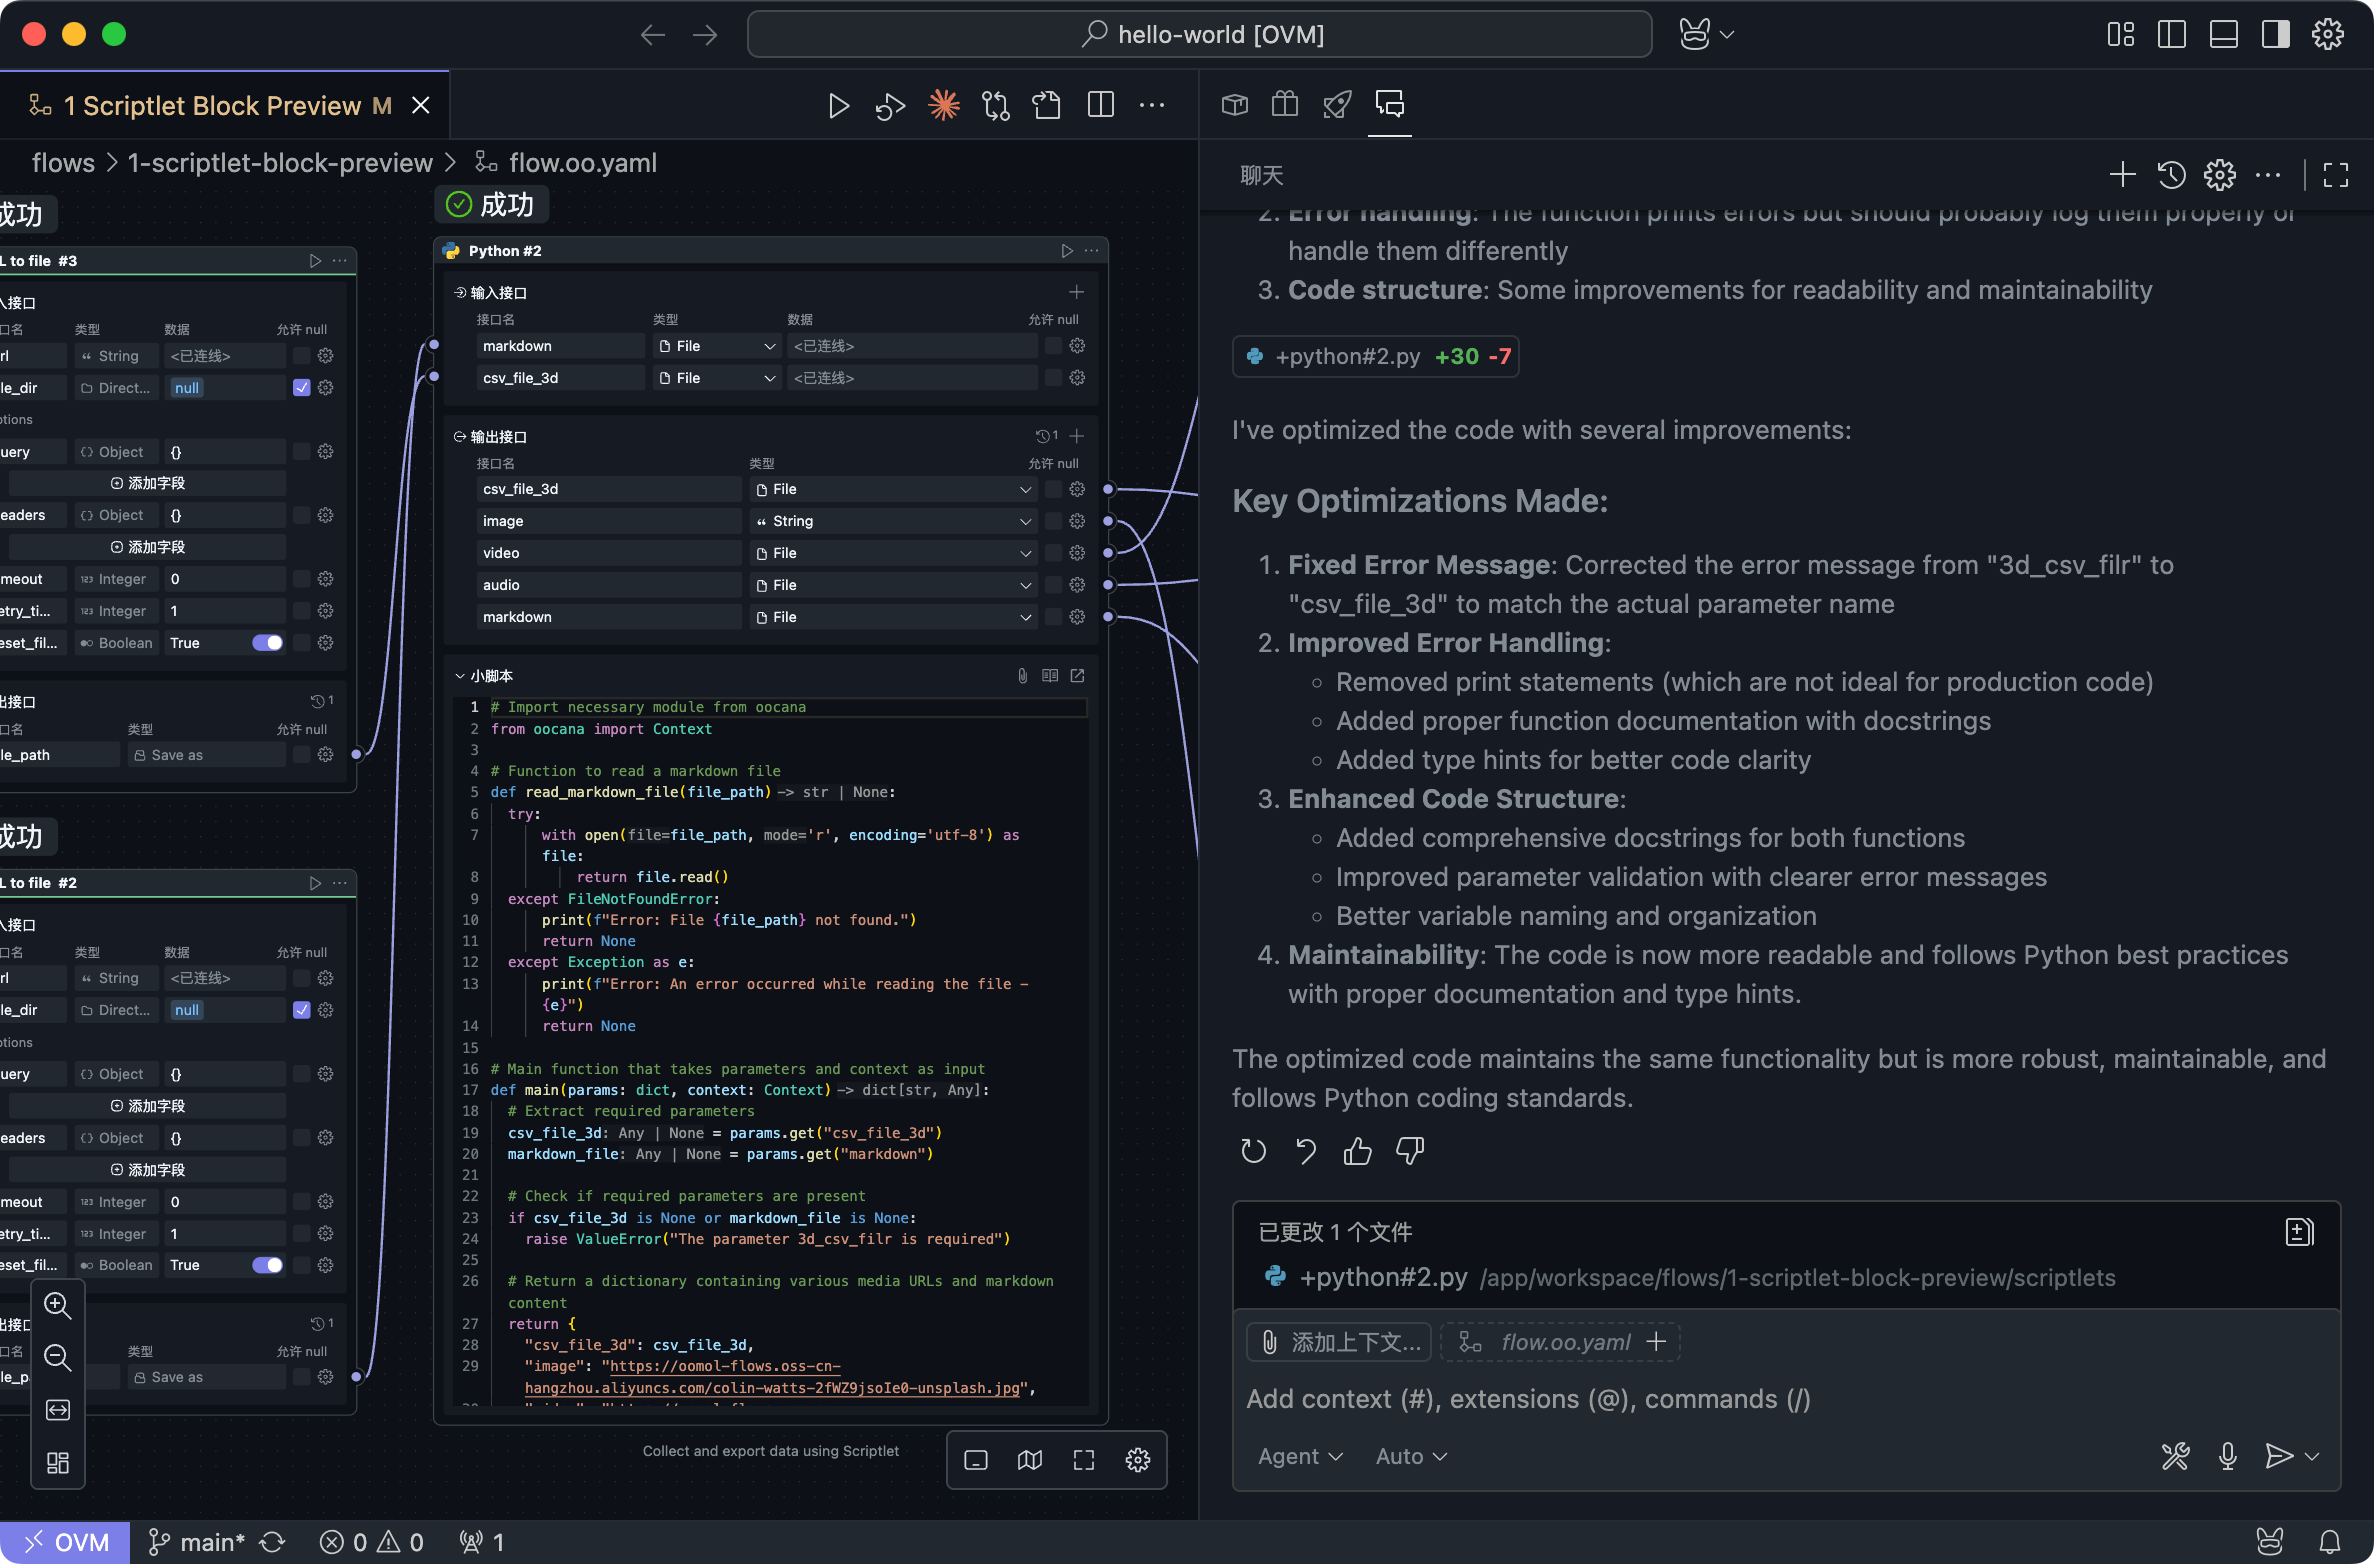 hello-world [OVM]
1 Scriptlet Block Preview M
flows > 1-scriptlet-block-preview > flow.oo.yaml
成功
L to file #3
入接口
口名 类型 数据 允许 null
rl String <已连线>
le_dir Direct... null
otions
uery Object {}
添加字段
eaders Object {}
添加字段
meout 123 Integer 0
etry_ti... 123 Integer 1
eset_fil... Boolean True
出接口 1
口名 类型 允许 null
le_path Save as
成功
L to file #2
入接口
口名 类型 数据 允许 null
rl String <已连线>
le_dir Direct... null
otions
uery Object {}
添加字段
eaders Object {}
添加字段
meout 123 Integer 0
etry_ti... 123 Integer 1
eset_fil... Boolean True
出接口 1
口名 类型 允许 null
le_p Save as
成功
Python #2
输入接口
接口名 类型 数据 允许 null
markdown File <已连线>
csv_file_3d File <已连线>
输出接口 1
接口名 类型 允许 null
csv_file_3d File
image String
video File
audio File
markdown File
小脚本
1 # Import necessary module from oocana
2 from oocana import Context
3
4 # Function to read a markdown file
5 def read_markdown_file(file_path) -> str | None:
6 try:
7 with open(file=file_path, mode='r', encoding='utf-8') as
file:
8 return file.read()
9 except FileNotFoundError:
10 print(f"Error: File {file_path} not found.")
11 return None
12 except Exception as e:
13 print(f"Error: An error occurred while reading the file -
{e}")
14 return None
15
16 # Main function that takes parameters and context as input
17 def main(params: dict, context: Context) -> dict[str, Any]:
18 # Extract required parameters
19 csv_file_3d: Any | None = params.get("csv_file_3d")
20 markdown_file: Any | None = params.get("markdown")
21
22 # Check if required parameters are present
23 if csv_file_3d is None or markdown_file is None:
24 raise ValueError("The parameter 3d_csv_filr is required")
25
26 # Return a dictionary containing various media URLs and markdown
content
27 return {
28 "csv_file_3d": csv_file_3d,
29 "image": "https://oomol-flows.oss-cn-
hangzhou.aliyuncs.com/colin-watts-2fWZ9jsoIe0-unsplash.jpg",
Collect and export data using Scriptlet
聊天
2. Error handling: The function prints errors but should probably log them properly or
handle them differently
3. Code structure: Some improvements for readability and maintainability
+python#2.py +30 -7
I've optimized the code with several improvements:
Key Optimizations Made:
1. Fixed Error Message: Corrected the error message from "3d_csv_filr" to
"csv_file_3d" to match the actual parameter name
2. Improved Error Handling:
Removed print statements (which are not ideal for production code)
Added proper function documentation with docstrings
Added type hints for better code clarity
3. Enhanced Code Structure:
Added comprehensive docstrings for both functions
Improved parameter validation with clearer error messages
Better variable naming and organization
4. Maintainability: The code is now more readable and follows Python best practices
with proper documentation and type hints.
The optimized code maintains the same functionality but is more robust, maintainable, and
follows Python coding standards.
已更改 1 个文件
+python#2.py /app/workspace/flows/1-scriptlet-block-preview/scriptlets
添加上下文... flow.oo.yaml
Add context (#), extensions (@), commands (/)
Agent Auto
OVM main* 0 0 1